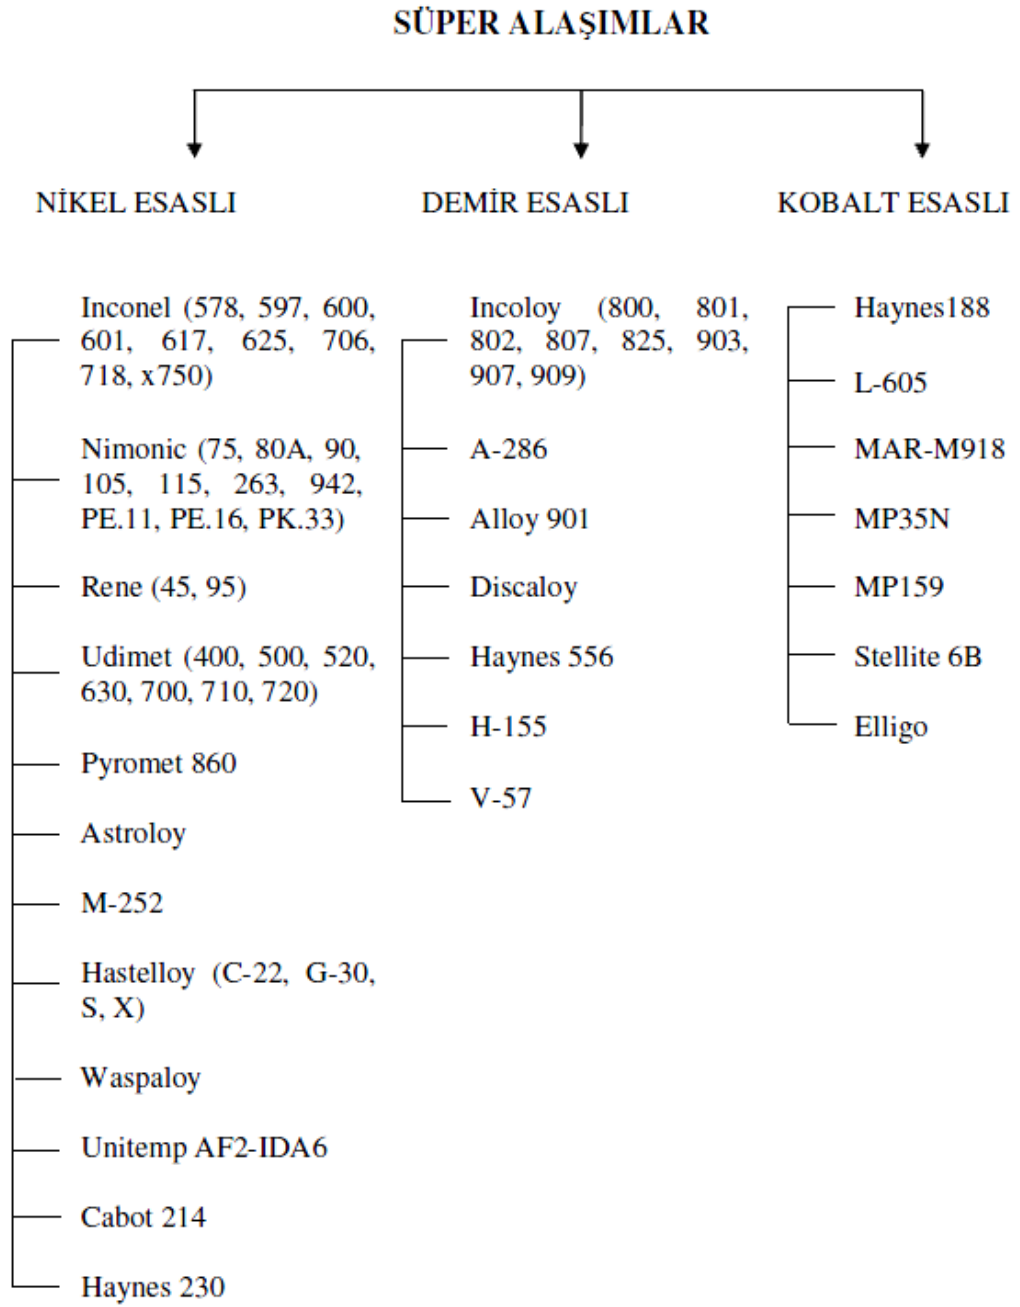 SÜPER ALAŞIMLAR
NİKEL ESASLI
Inconel (578, 597, 600,
601, 617, 625, 706,
718, x750)
Nimonic (75, 80A, 90,
105, 115, 263, 942,
PE.11, PE.16, PK.33)
Rene (45, 95)
Udimet (400, 500, 520,
630, 700, 710, 720)
Pyromet 860
Astroloy
M-252
Hastelloy (C-22, G-30,
S, X)
Waspaloy
Unitemp AF2-IDA6
Cabot 214
Haynes 230
DEMİR ESASLI
Incoloy (800, 801,
802, 807, 825, 903,
907, 909)
A-286
Alloy 901
Discaloy
Haynes 556
H-155
V-57
KOBALT ESASLI
Haynes188
L-605
MAR-M918
MP35N
MP159
Stellite 6B
Elligo